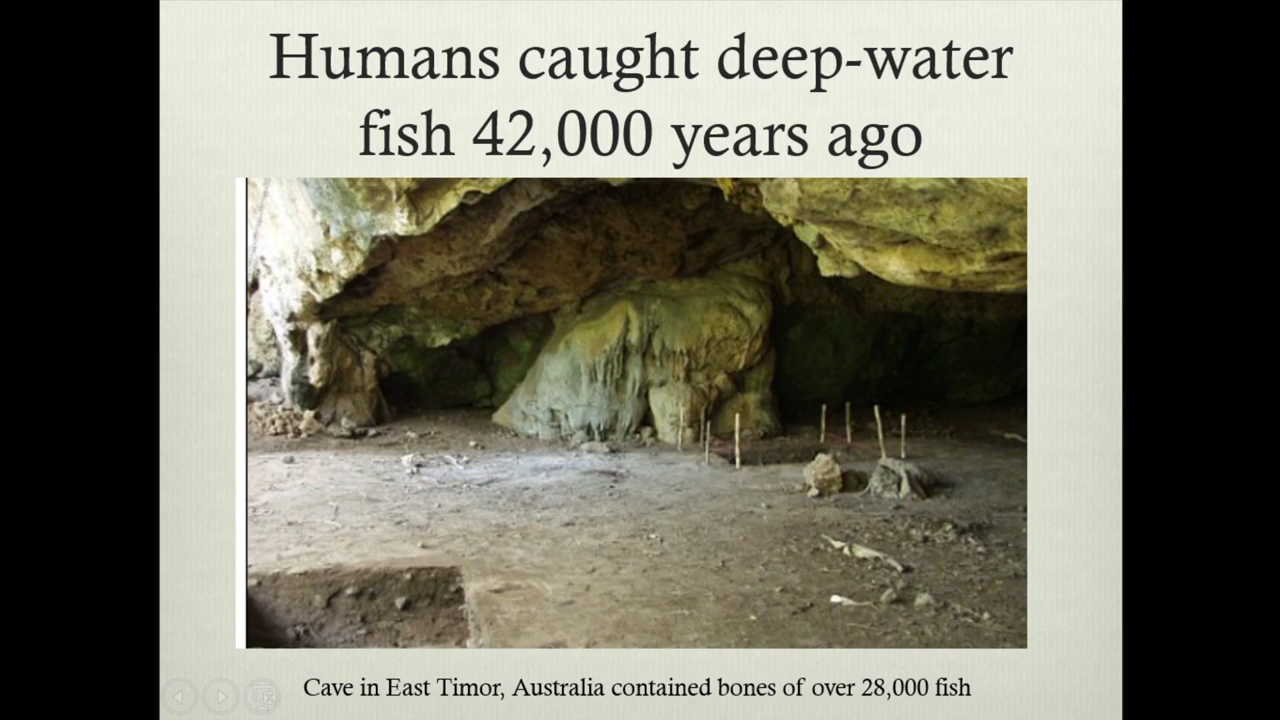 Humans caught deep-water
fish 42,000 years ago
Cave in East Timor, Australia contained bones of over 28,000 fish